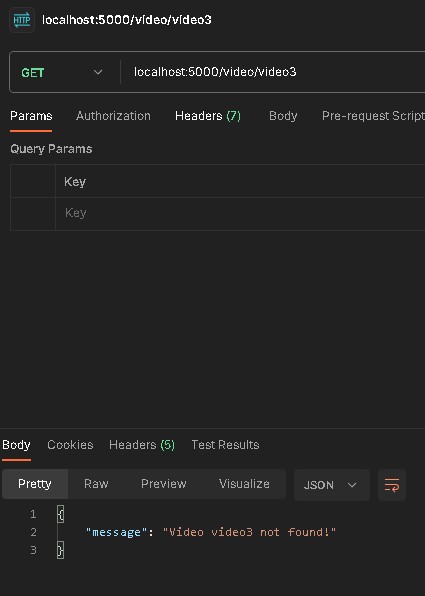 HTTP localhost:5000/video/video3
GET localhost:5000/video/video3
Params Authorization Headers (7) Body Pre-request Script
Query Params
Key
Key
Body Cookies Headers (5) Test Results
Pretty Raw Preview Visualize JSON
1 {
2 "message": "Video video3 not found!"
3 }